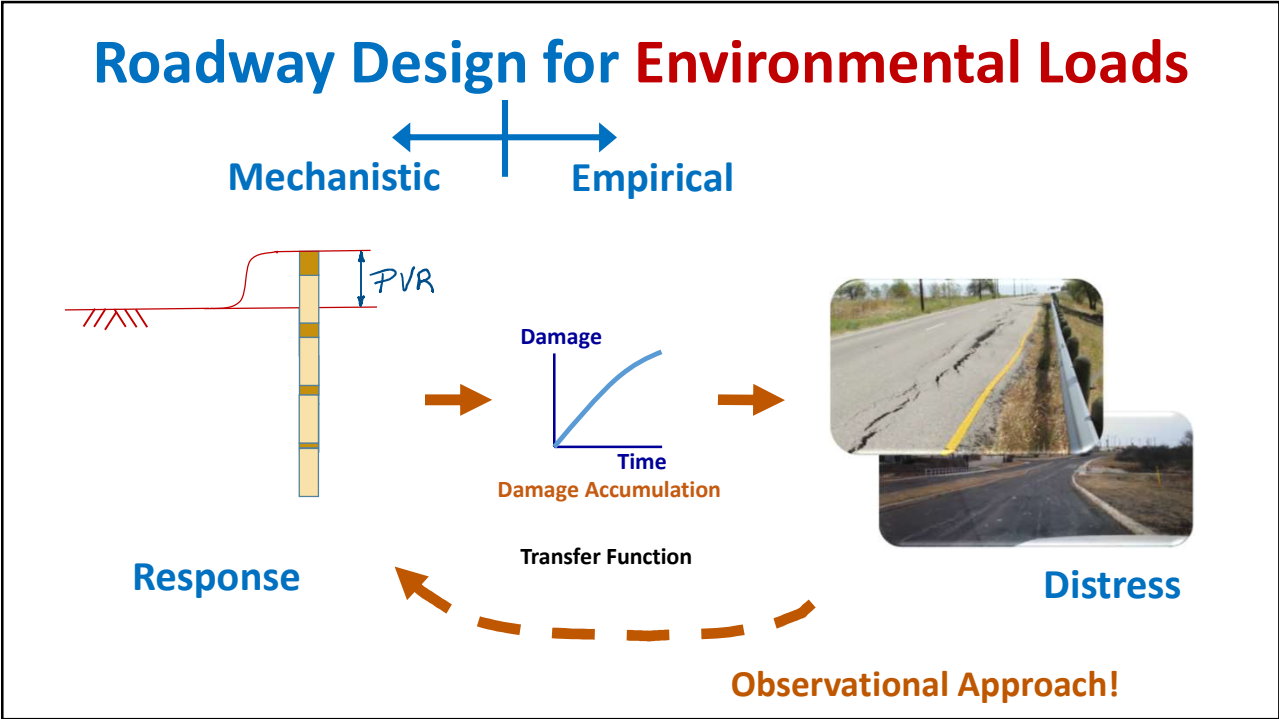 Roadway Design for Environmental Loads
Mechanistic
Empirical
PVR
Damage
Time
Damage Accumulation
Transfer Function
Response
Distress
Observational Approach!